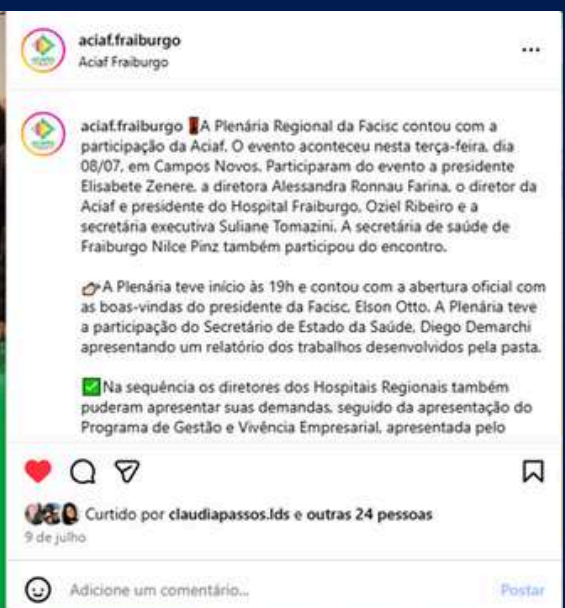 aciaf.fraiburgo
Aciaf Fraiburgo
aciaf.fraiburgo A Plenária Regional da Facisc contou com a
participação da Aciaf. O evento aconteceu nesta terça-feira, dia
08/07, em Campos Novos. Participaram do evento a presidente
Elisabete Zenere, a diretora Alessandra Ronnau Farina, o diretor da
Aciaf e presidente do Hospital Fraiburgo, Oziel Ribeiro e a
secretária executiva Suliane Tomazini. A secretária de saúde de
Fraiburgo Nilce Pinz também participou do encontro.
👉A Plenária teve início às 19h e contou com a abertura oficial com
as boas-vindas do presidente da Facisc, Elson Otto. A Plenária teve
a participação do Secretário de Estado da Saúde, Diego Demarchi
apresentando um relatório dos trabalhos desenvolvidos pela pasta.
✅Na sequência os diretores dos Hospitais Regionais também
puderam apresentar suas demandas, seguido da apresentação do
Programa de Gestão e Vivência Empresarial, apresentada pelo
Curtido por claudiapassos.lds e outras 24 pessoas
9 de julho
Adicione um comentário...
Postar